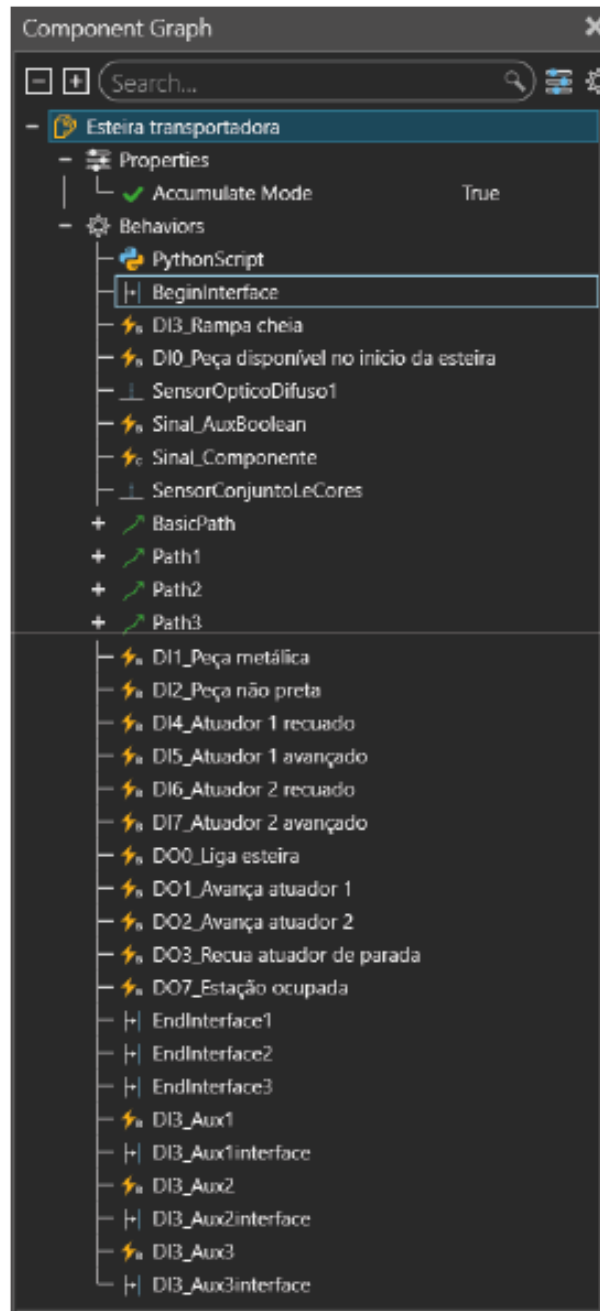 Component Graph
Search...
Esteira transportadora
Properties
Accumulate Mode True
Behaviors
PythonScript
BeginInterface
DI3_Rampa cheia
DI0_Peça disponível no inicio da esteira
SensorOpticoDifuso1
Sinal_AuxBoolean
Sinal_Componente
SensorConjuntoLeCores
BasicPath
Path1
Path2
Path3
DI1_Peça metálica
DI2_Peça não preta
DI4_Atuador 1 recuado
DI5_Atuador 1 avançado
DI6_Atuador 2 recuado
DI7_Atuador 2 avançado
DO0_Liga esteira
DO1_Avança atuador 1
DO2_Avança atuador 2
DO3_Recua atuador de parada
DO7_Estação ocupada
EndInterface1
EndInterface2
EndInterface3
DI3_Aux1
DI3_Aux1interface
DI3_Aux2
DI3_Aux2interface
DI3_Aux3
DI3_Aux3interface